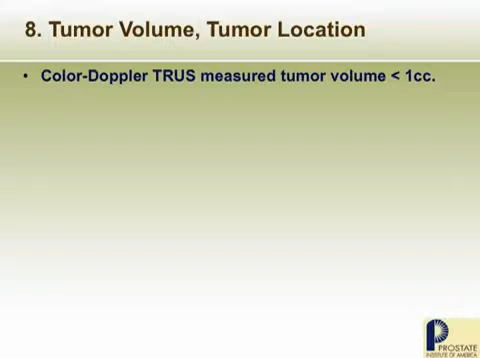 8. Tumor Volume, Tumor Location
• Color-Doppler TRUS measured tumor volume < 1cc.
PROSTATE
INSTITUTE OF AMERICA